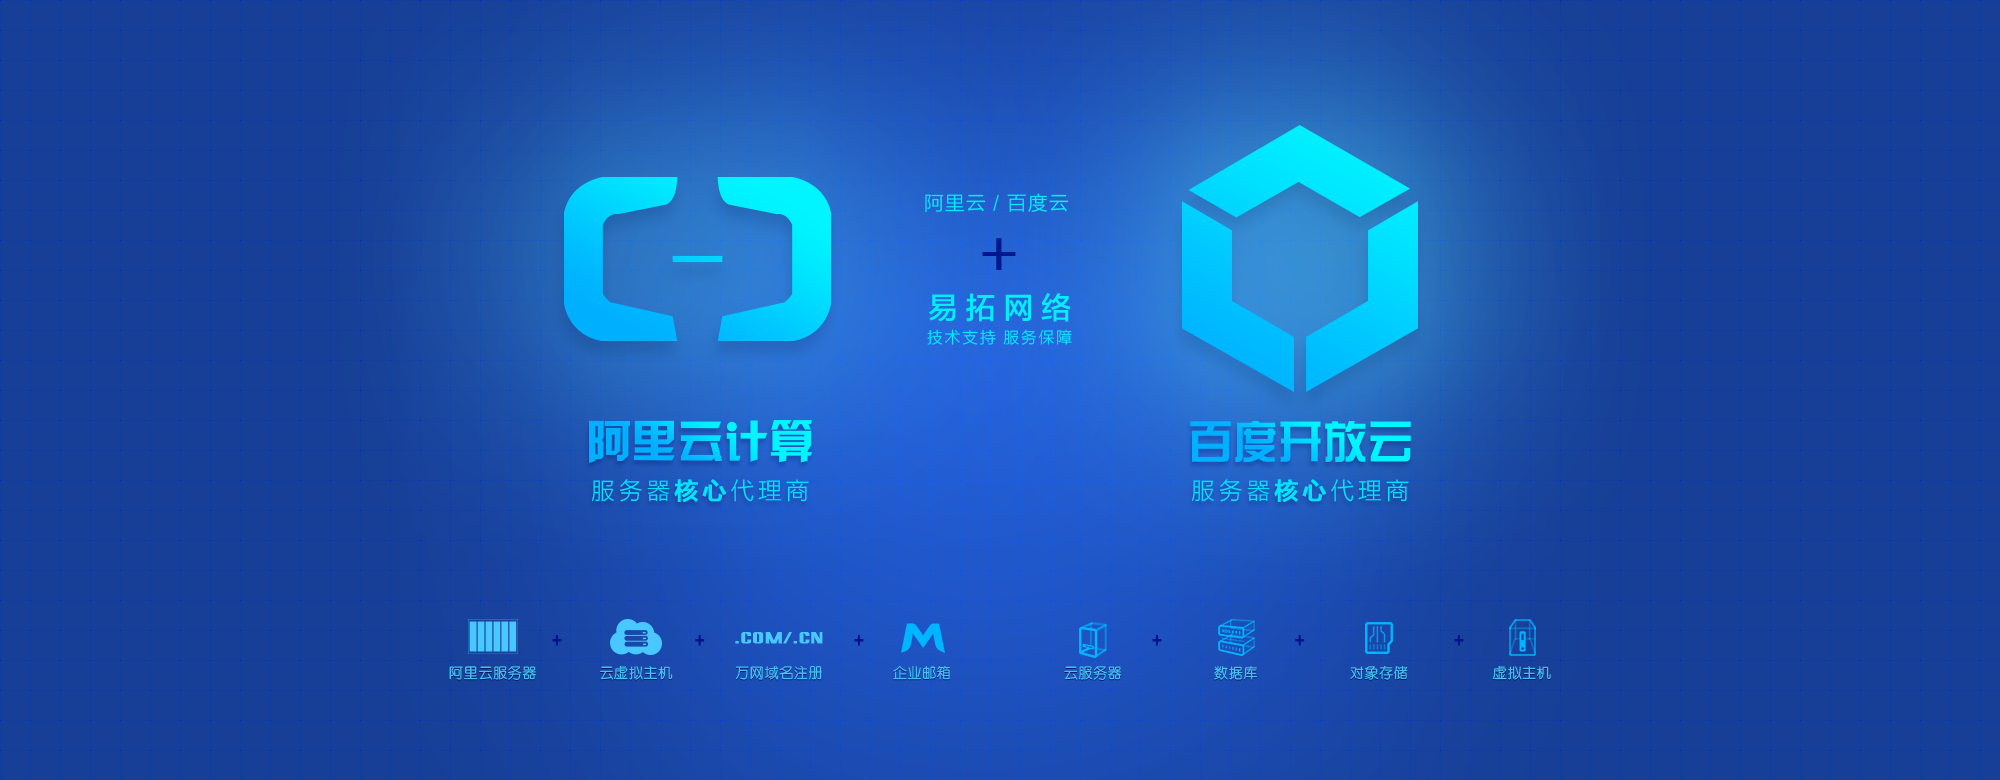 阿里云 / 百度云
+
易拓网络
技术支持 服务保障
阿里云计算
服务器核心代理商
百度开放云
服务器核心代理商
.COM/.CN
阿里云服务器 + 云虚拟主机 + 万网域名注册 + 企业邮箱
云服务器 + 数据库 + 对象存储 + 虚拟主机